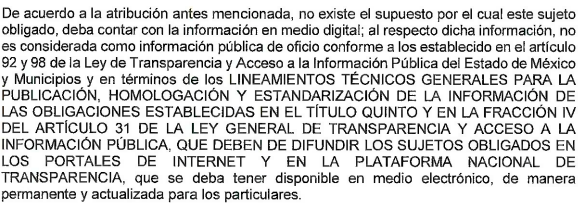 De acuerdo a la atribución antes mencionada, no existe el supuesto por el cual este sujeto
obligado, deba contar con la información en medio digital; al respecto dicha información, no
es considerada como información pública de oficio conforme a los establecido en el artículo
92 y 98 de la Ley de Transparencia y Acceso a la Información Pública del Estado de México
y Municipios y en términos de los LINEAMIENTOS TÉCNICOS GENERALES PARA LA
PUBLICACIÓN, HOMOLOGACIÓN Y ESTANDARIZACIÓN DE LA INFORMACIÓN DE
LAS OBLIGACIONES ESTABLECIDAS EN EL TÍTULO QUINTO Y EN LA FRACCIÓN IV
DEL ARTÍCULO 31 DE LA LEY GENERAL DE TRANSPARENCIA Y ACCESO A LA
INFORMACIÓN PÚBLICA, QUE DEBEN DE DIFUNDIR LOS SUJETOS OBLIGADOS EN
LOS PORTALES DE INTERNET Y EN LA PLATAFORMA NACIONAL DE
TRANSPARENCIA, que se deba tener disponible en medio electrónico, de manera
permanente y actualizada para los particulares.